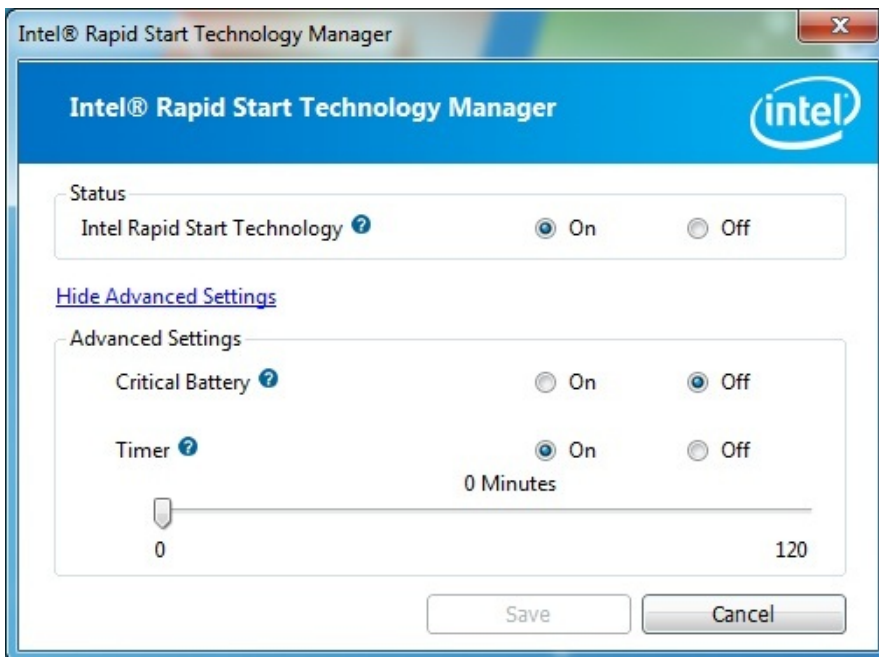 Intel® Rapid Start Technology Manager
Intel® Rapid Start Technology Manager
intel
Status
Intel Rapid Start Technology ? On Off
Hide Advanced Settings
Advanced Settings
Critical Battery ? On Off
Timer ? On Off
0 Minutes
0 120
Save Cancel